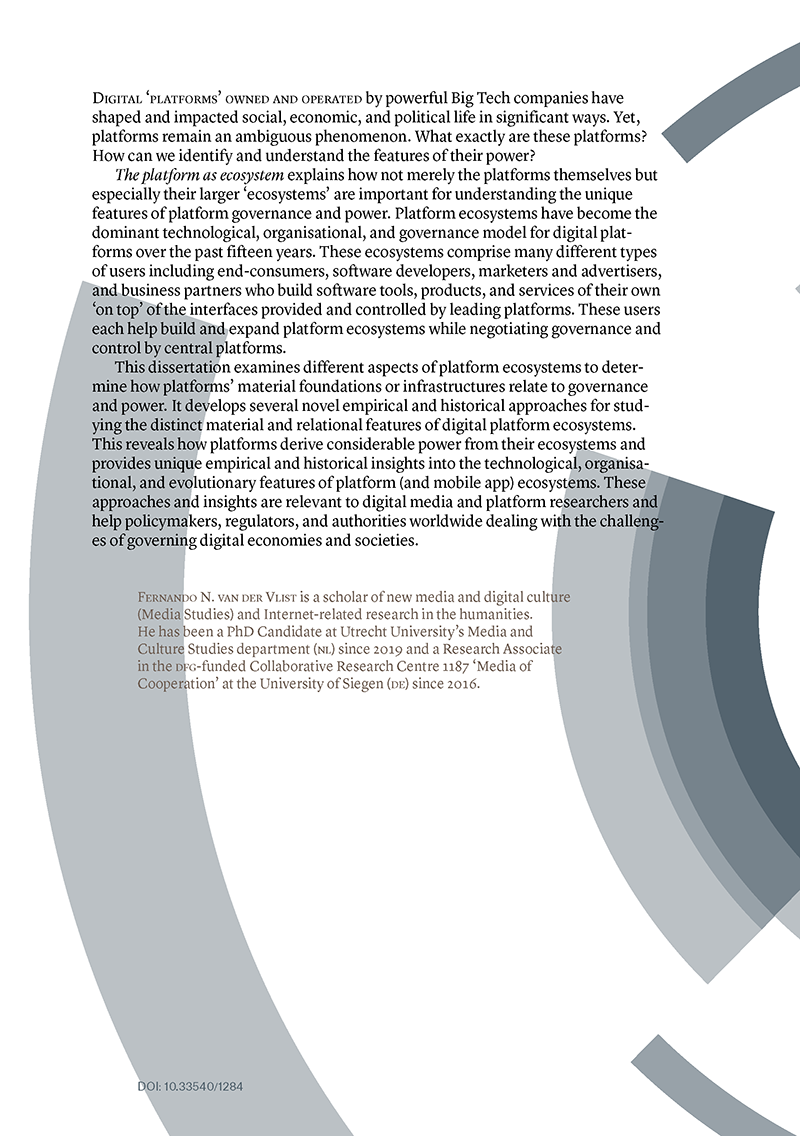 Digital ‘platforms’ owned and operated by powerful Big Tech companies have
shaped and impacted social, economic, and political life in significant ways. Yet,
platforms remain an ambiguous phenomenon. What exactly are these platforms?
How can we identify and understand the features of their power?
The platform as ecosystem explains how not merely the platforms themselves but
especially their larger ‘ecosystems’ are important for understanding the unique
features of platform governance and power. Platform ecosystems have become the
dominant technological, organisational, and governance model for digital plat-
forms over the past fifteen years. These ecosystems comprise many different types
of users including end-consumers, software developers, marketers and advertisers,
and business partners who build software tools, products, and services of their own
‘on top’ of the interfaces provided and controlled by leading platforms. These users
each help build and expand platform ecosystems while negotiating governance and
control by central platforms.
This dissertation examines different aspects of platform ecosystems to deter-
mine how platforms’ material foundations or infrastructures relate to governance
and power. It develops several novel empirical and historical approaches for stud-
ying the distinct material and relational features of digital platform ecosystems.
This reveals how platforms derive considerable power from their ecosystems and
provides unique empirical and historical insights into the technological, organisa-
tional, and evolutionary features of platform (and mobile app) ecosystems. These
approaches and insights are relevant to digital media and platform researchers and
help policymakers, regulators, and authorities worldwide dealing with the challeng-
es of governing digital economies and societies.
Fernando N. van der Vlist is a scholar of new media and digital culture
(Media Studies) and Internet-related research in the humanities.
He has been a PhD Candidate at Utrecht University’s Media and
Culture Studies department (NL) since 2019 and a Research Associate
in the DFG-funded Collaborative Research Centre 1187 ‘Media of
Cooperation’ at the University of Siegen (DE) since 2016.
DOI: 10.33540/1284